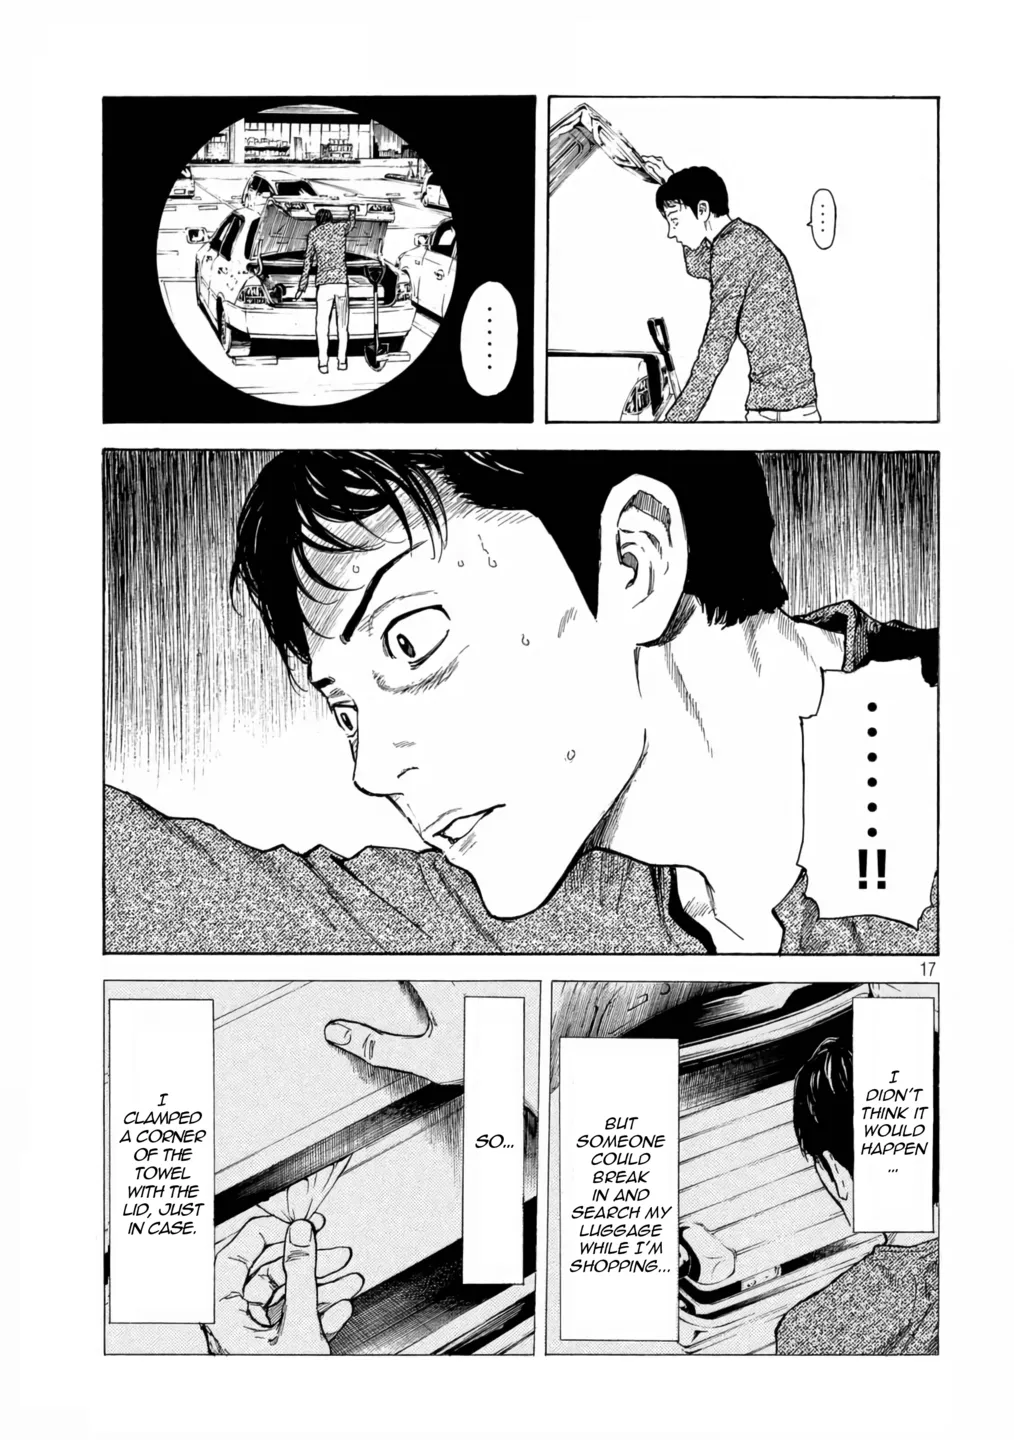 .....
......
......!!
17
I
DIDN'T
THINK IT
WOULD
HAPPEN
...
BUT
SOMEONE
COULD
BREAK
IN AND
SEARCH MY
LUGGAGE
WHILE I'M
SHOPPING...
SO...
I
CLAMPED
A CORNER
OF THE
TOWEL
WITH THE
LID, JUST
IN CASE.